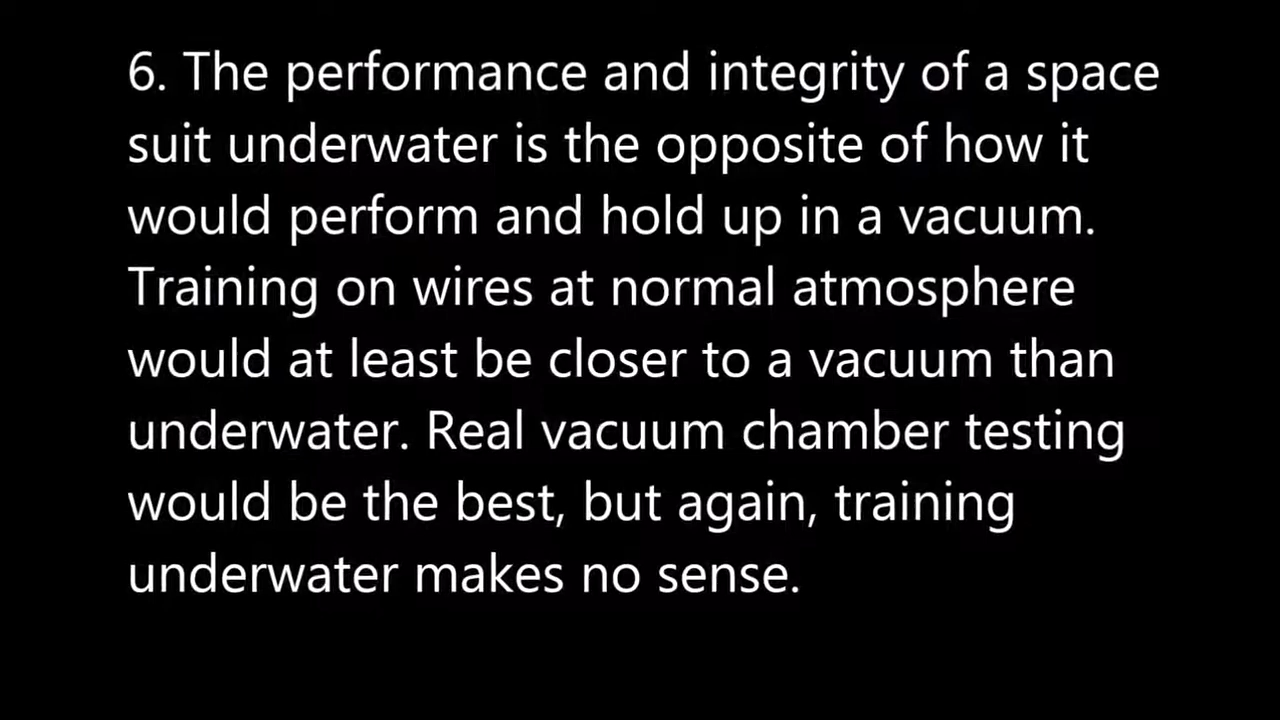 6. The performance and integrity of a space
suit underwater is the opposite of how it
would perform and hold up in a vacuum.
Training on wires at normal atmosphere
would at least be closer to a vacuum than
underwater. Real vacuum chamber testing
would be the best, but again, training
underwater makes no sense.